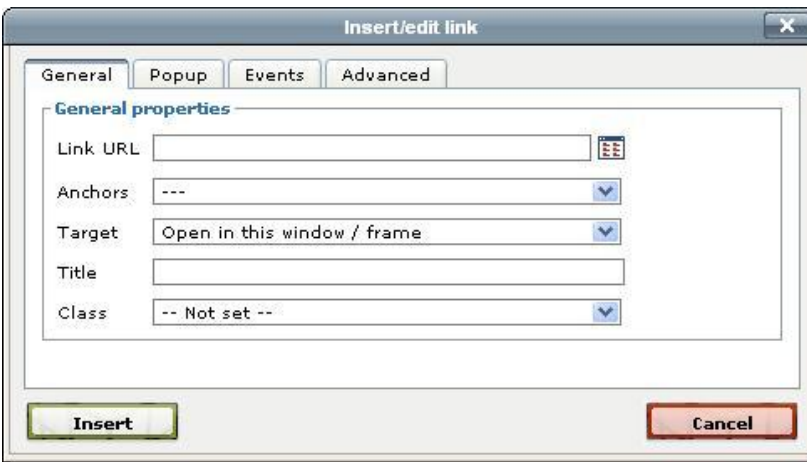 Insert/edit link
General Popup Events Advanced
General properties
Link URL
Anchors ---
Target Open in this window / frame
Title
Class -- Not set --
Insert Cancel